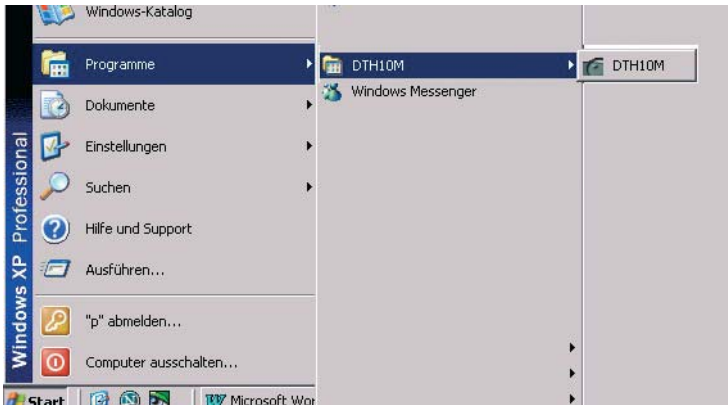 Windows-Katalog
Programme
Dokumente
Einstellungen
Suchen
Hilfe und Support
Ausführen...
"p" abmelden...
Computer ausschalten...
Windows XP Professional
DTH10M
Windows Messenger
DTH10M
Start
Microsoft Wor